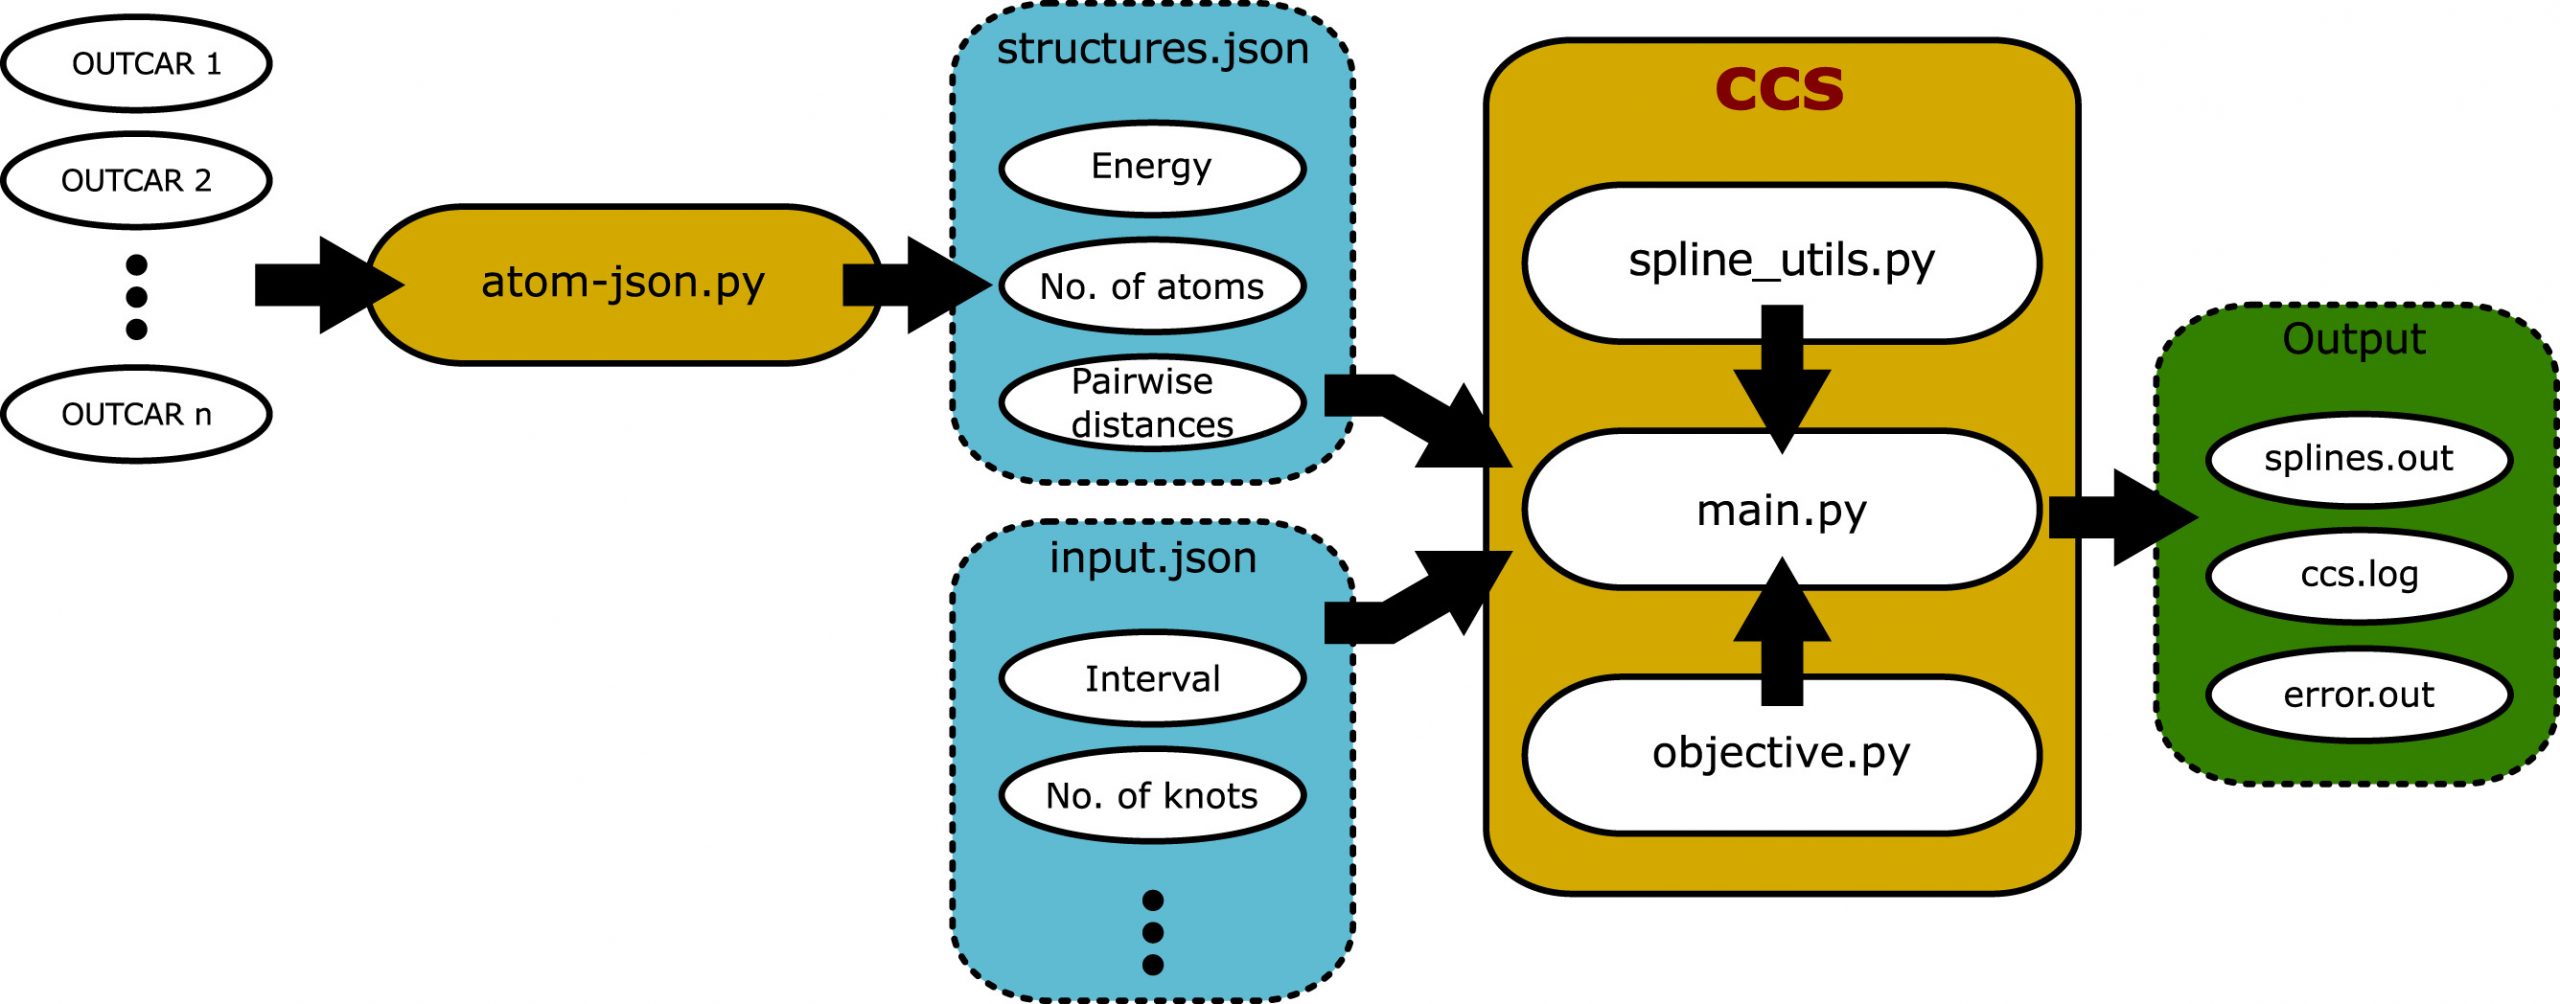 OUTCAR 1
OUTCAR 2
OUTCAR n
atom-json.py
structures.json
Energy
No. of atoms
Pairwise
distances
input.json
Interval
No. of knots
ccs
spline_utils.py
main.py
objective.py
Output
splines.out
ccs.log
error.out